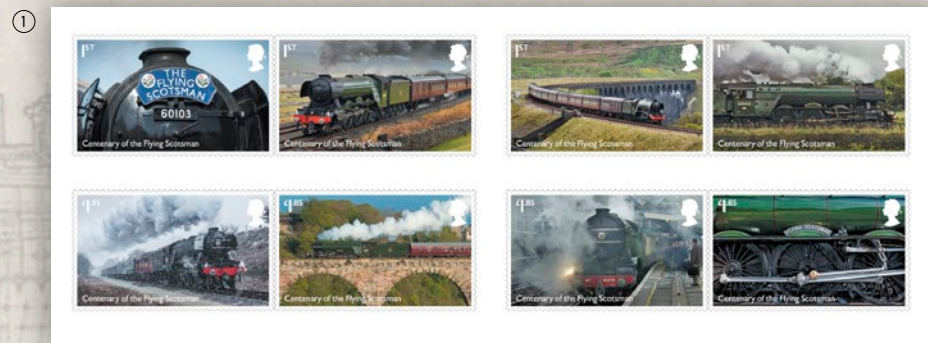 1
1ST
THE
FLYING
SCOTSMAN
60103
Centenary of the Flying Scotsman
1ST
Centenary of the Flying Scotsman
1ST
Centenary of the Flying Scotsman
1ST
Centenary of the Flying Scotsman
£1.85
Centenary of the Flying Scotsman
£1.85
Centenary of the Flying Scotsman
£1.85
Centenary of the Flying Scotsman
£1.85
FLYING SCOTSMAN
Centenary of the Flying Scotsman